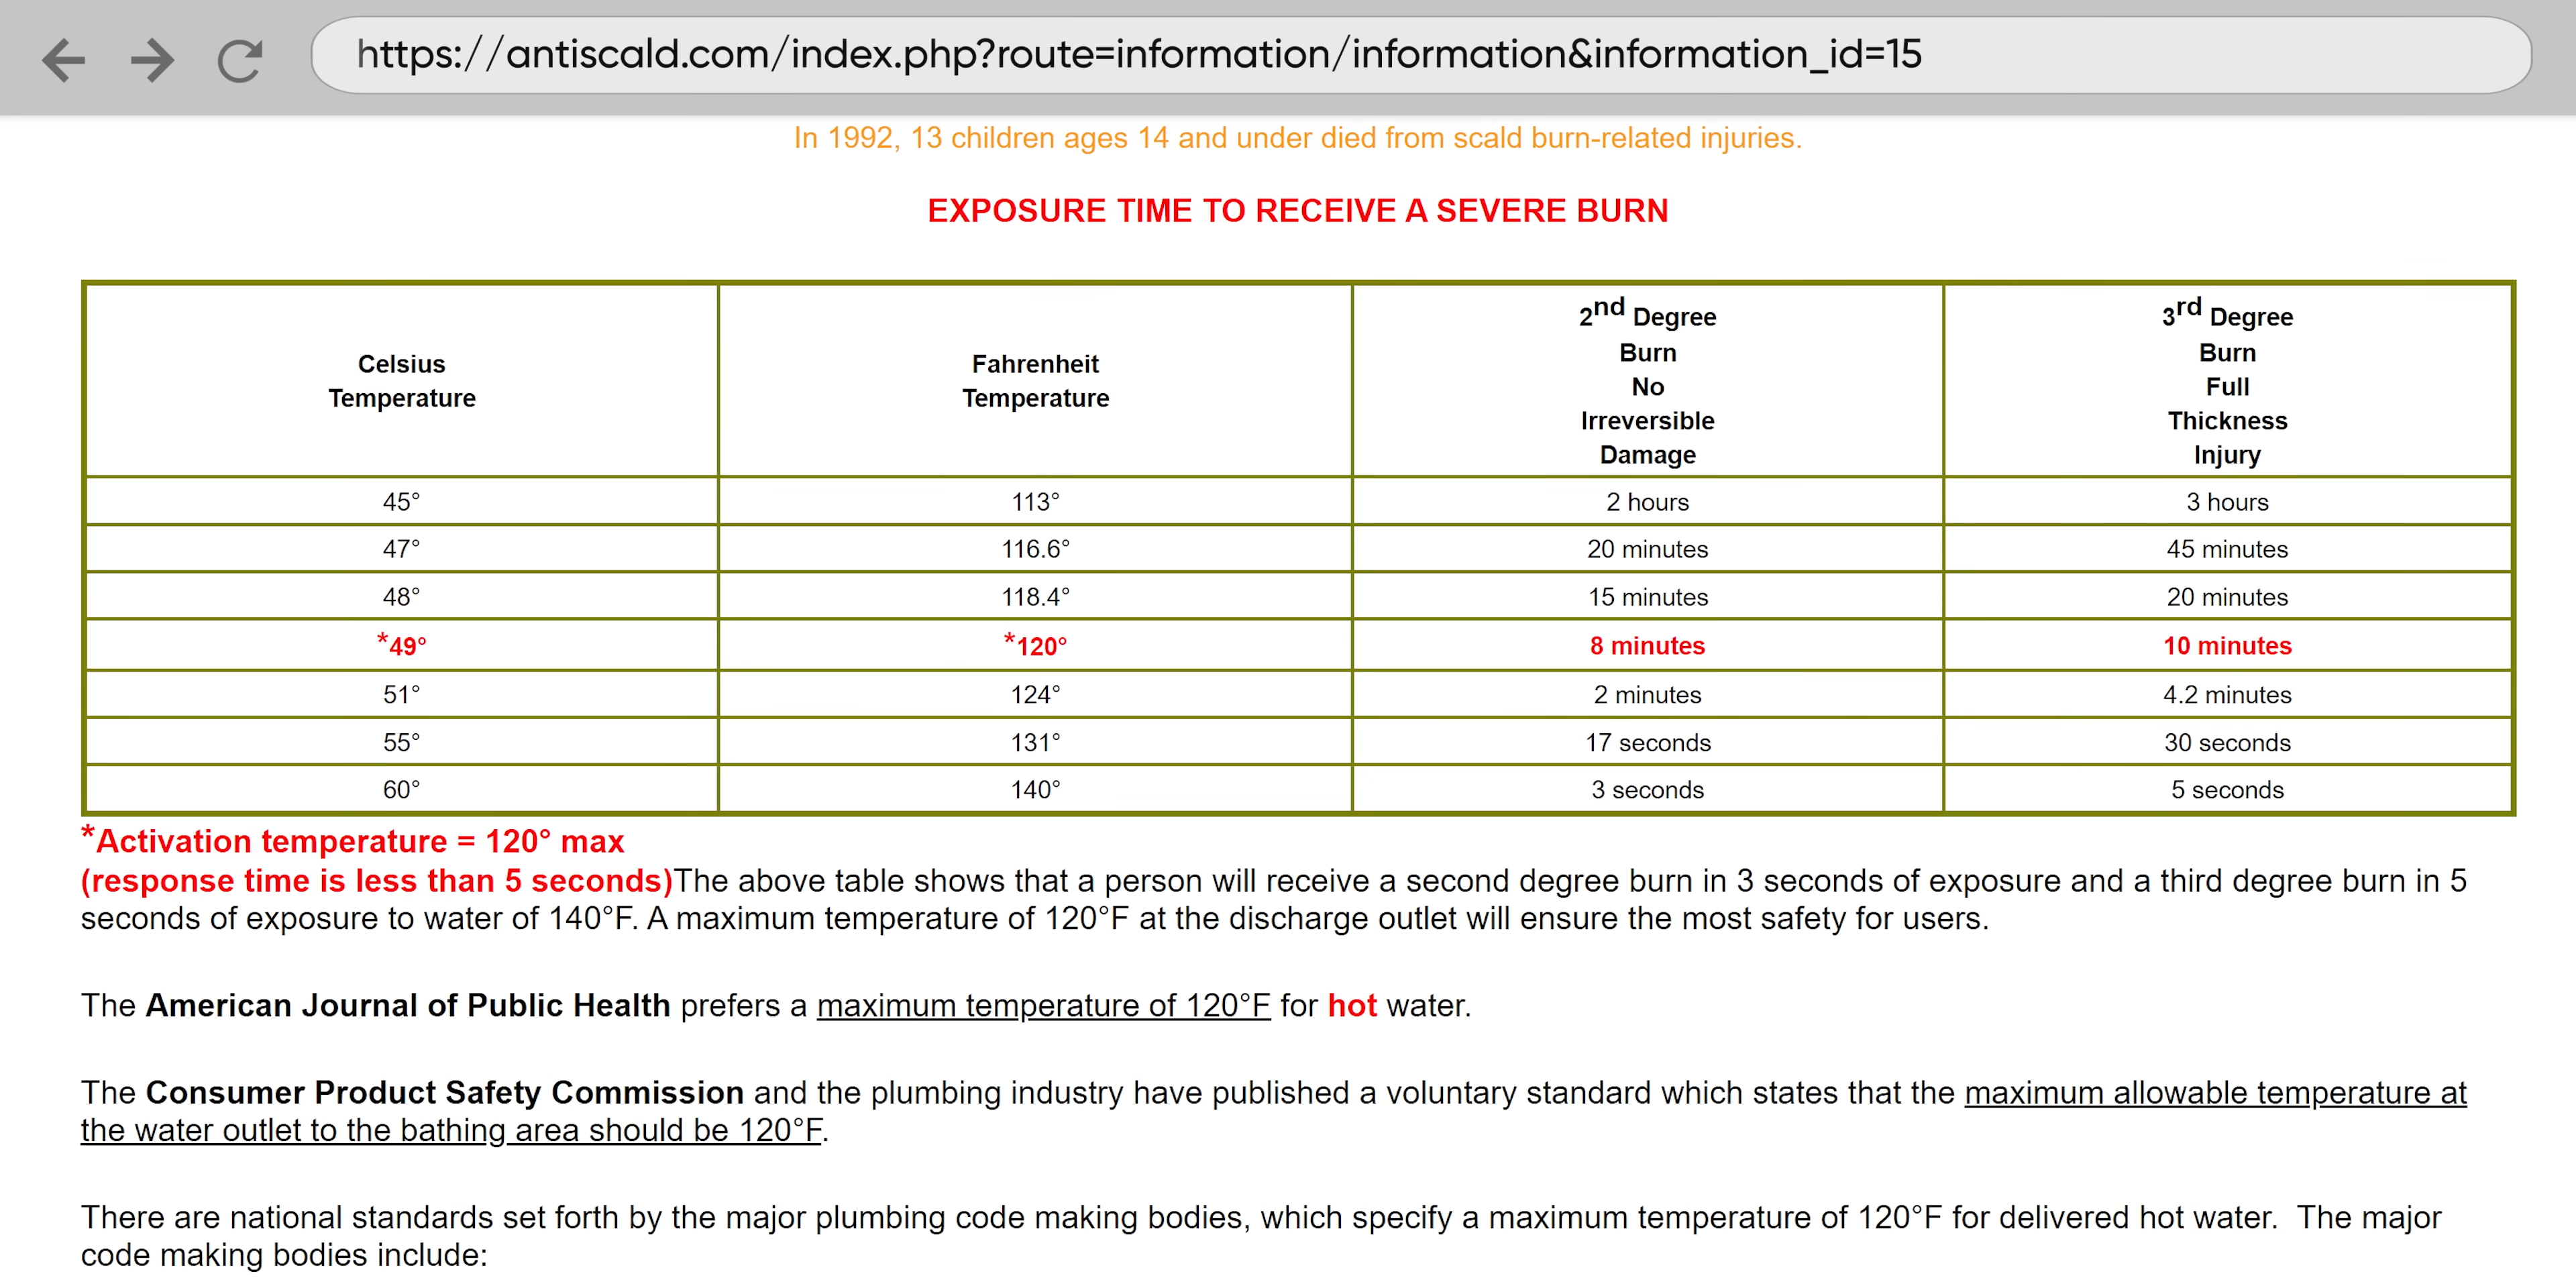 https://antiscald.com/index.php?route=information/information&information_id=15
In 1992, 13 children ages 14 and under died from scald burn-related injuries.
EXPOSURE TIME TO RECEIVE A SEVERE BURN
Celsius
Temperature
Fahrenheit
Temperature
2nd Degree
Burn
No
Irreversible
Damage
3rd Degree
Burn
Full
Thickness
Injury
45° 113° 2 hours 3 hours
47° 116.6° 20 minutes 45 minutes
48° 118.4° 15 minutes 20 minutes
*49° *120° 8 minutes 10 minutes
51° 124° 2 minutes 4.2 minutes
55° 131° 17 seconds 30 seconds
60° 140° 3 seconds 5 seconds
*Activation temperature = 120° max
(response time is less than 5 seconds)The above table shows that a person will receive a second degree burn in 3 seconds of exposure and a third degree burn in 5
seconds of exposure to water of 140°F. A maximum temperature of 120°F at the discharge outlet will ensure the most safety for users.
The American Journal of Public Health prefers a maximum temperature of 120°F for hot water.
The Consumer Product Safety Commission and the plumbing industry have published a voluntary standard which states that the maximum allowable temperature at
the water outlet to the bathing area should be 120°F.
There are national standards set forth by the major plumbing code making bodies, which specify a maximum temperature of 120°F for delivered hot water.  The major
code making bodies include: